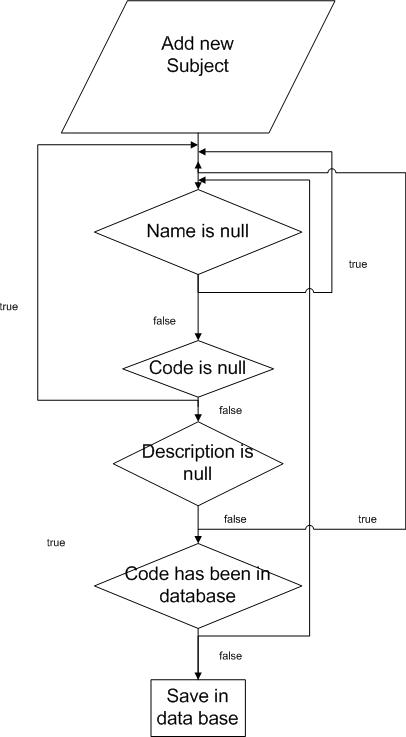 Add new
Subject
Name is null
true
true
false
Code is null
false
Description is
null
false
true
true
Code has been in
database
false
Save in
data base